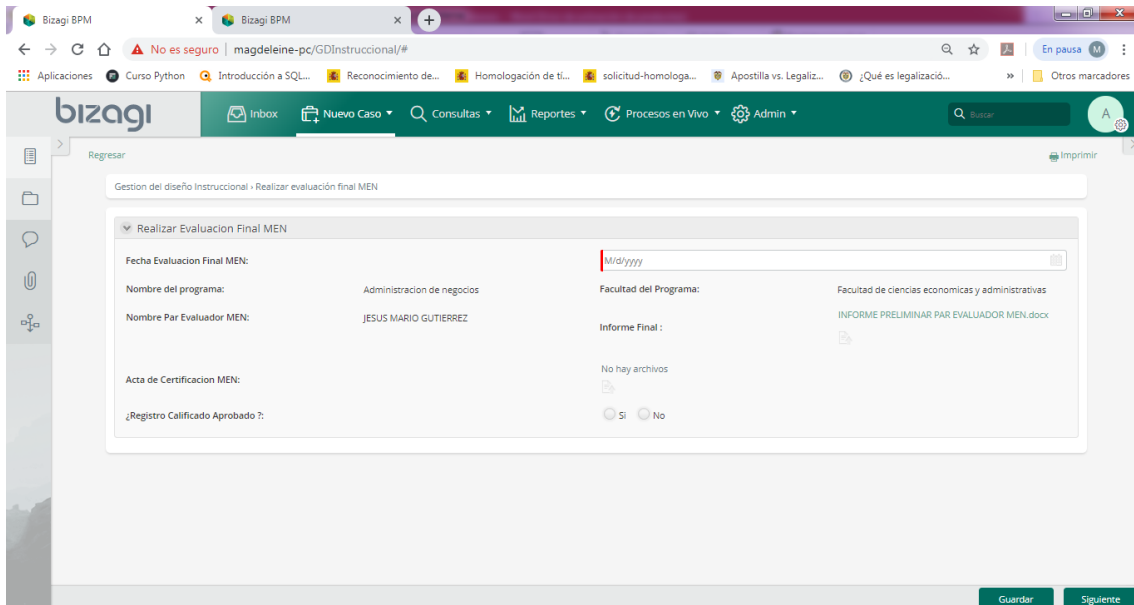 Bizagi BPM
Bizagi BPM
No es seguro | magdeleine-pc/GDInstruccional/#
En pausa M
Aplicaciones Curso Python Introducción a SQL... Reconocimiento de... Homologación de tí... solicitud-homologa... Apostilla vs. Legaliz... ¿Qué es legalizació... » Otros marcadores
bizagi Inbox Nuevo Caso Consultas Reportes Procesos en Vivo Admin Buscar A
Regresar Imprimir
Gestion del diseño Instruccional › Realizar evaluación final MEN
Realizar Evaluacion Final MEN
Fecha Evaluacion Final MEN: M/d/yyyy
Nombre del programa: Administracion de negocios Facultad del Programa: Facultad de ciencias economicas y administrativas
Nombre Par Evaluador MEN: JESUS MARIO GUTIERREZ Informe Final : INFORME PRELIMINAR PAR EVALUADOR MEN.docx
Acta de Certificacion MEN: No hay archivos
¿Registro Calificado Aprobado ?: Si No
Guardar Siguiente